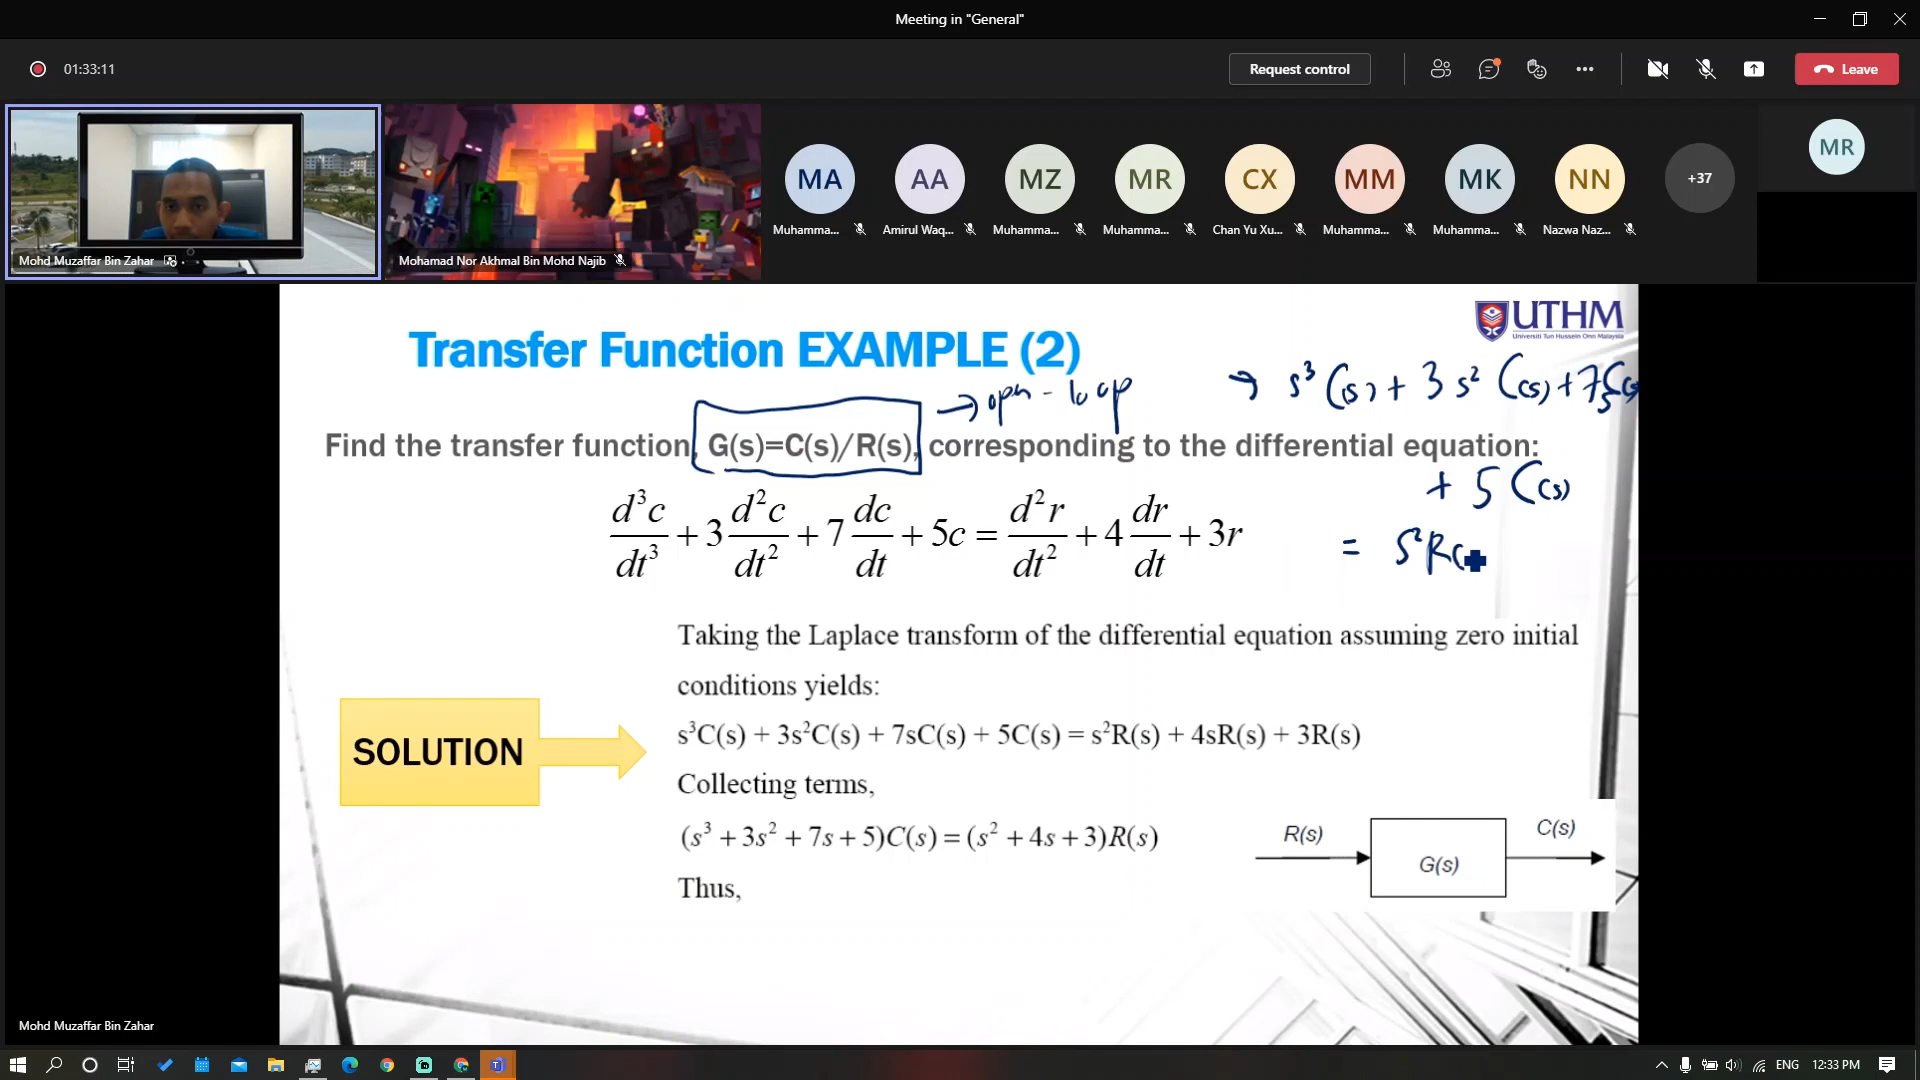 Meeting in "General"
01:33:11
Request control
Leave
MA
AA
MZ
MR
CX
MM
MK
NN
+37
MR
Mohd Muzaffar Bin Zahar
Mohamad Nor Akhmal Bin Mohd Najib
Muhamma...
Amirul Waq...
Muhamma...
Muhamma...
Chan Yu Xu...
Muhamma...
Muhamma...
Nazwa Naz...
UTHM
Universiti Tun Hussein Onn Malaysia
Transfer Function EXAMPLE (2)
→ open-loop
→ s³C(s) + 3s²C(s) + 7sC(s)
Find the transfer function, G(s)=C(s)/R(s), corresponding to the differential equation:
+ 5C(s)
d³c/dt³ + 3 d²c/dt² + 7 dc/dt + 5c = d²r/dt² + 4 dr/dt + 3r
= s²R(
Taking the Laplace transform of the differential equation assuming zero initial
conditions yields:
SOLUTION
s³C(s) + 3s²C(s) + 7sC(s) + 5C(s) = s²R(s) + 4sR(s) + 3R(s)
Collecting terms,
(s³ + 3s² + 7s + 5)C(s) = (s² + 4s + 3)R(s)
Thus,
R(s)
G(s)
C(s)
Mohd Muzaffar Bin Zahar
ENG
12:33 PM